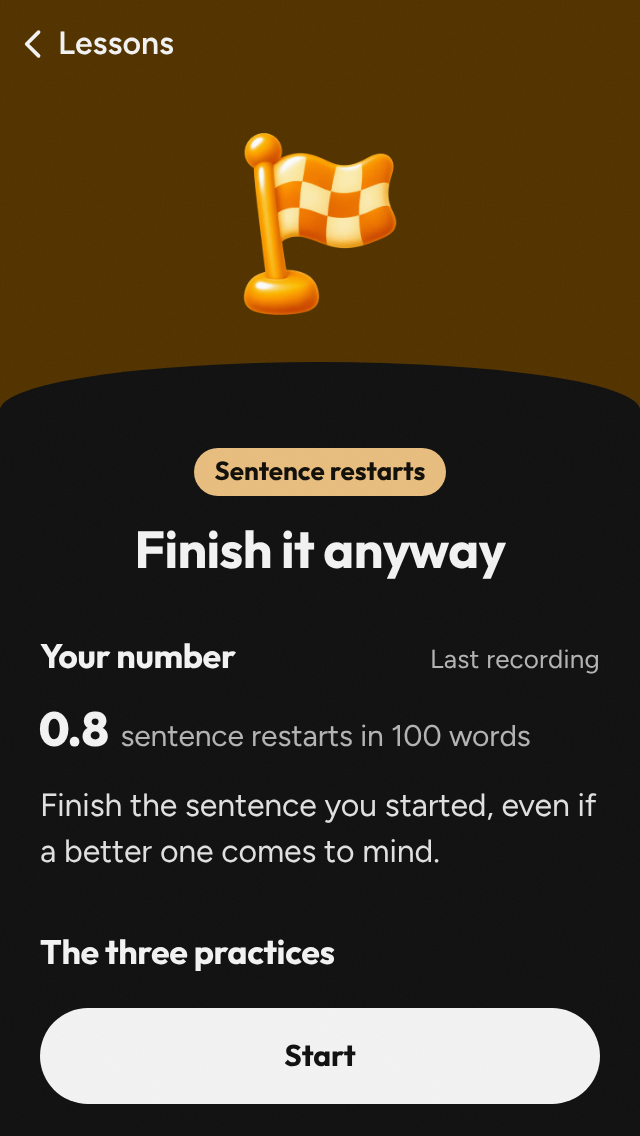 Lessons
Sentence restarts
Finish it anyway
Your number
Last recording
0.8 sentence restarts in 100 words
Finish the sentence you started, even if
a better one comes to mind.
The three practices
Start